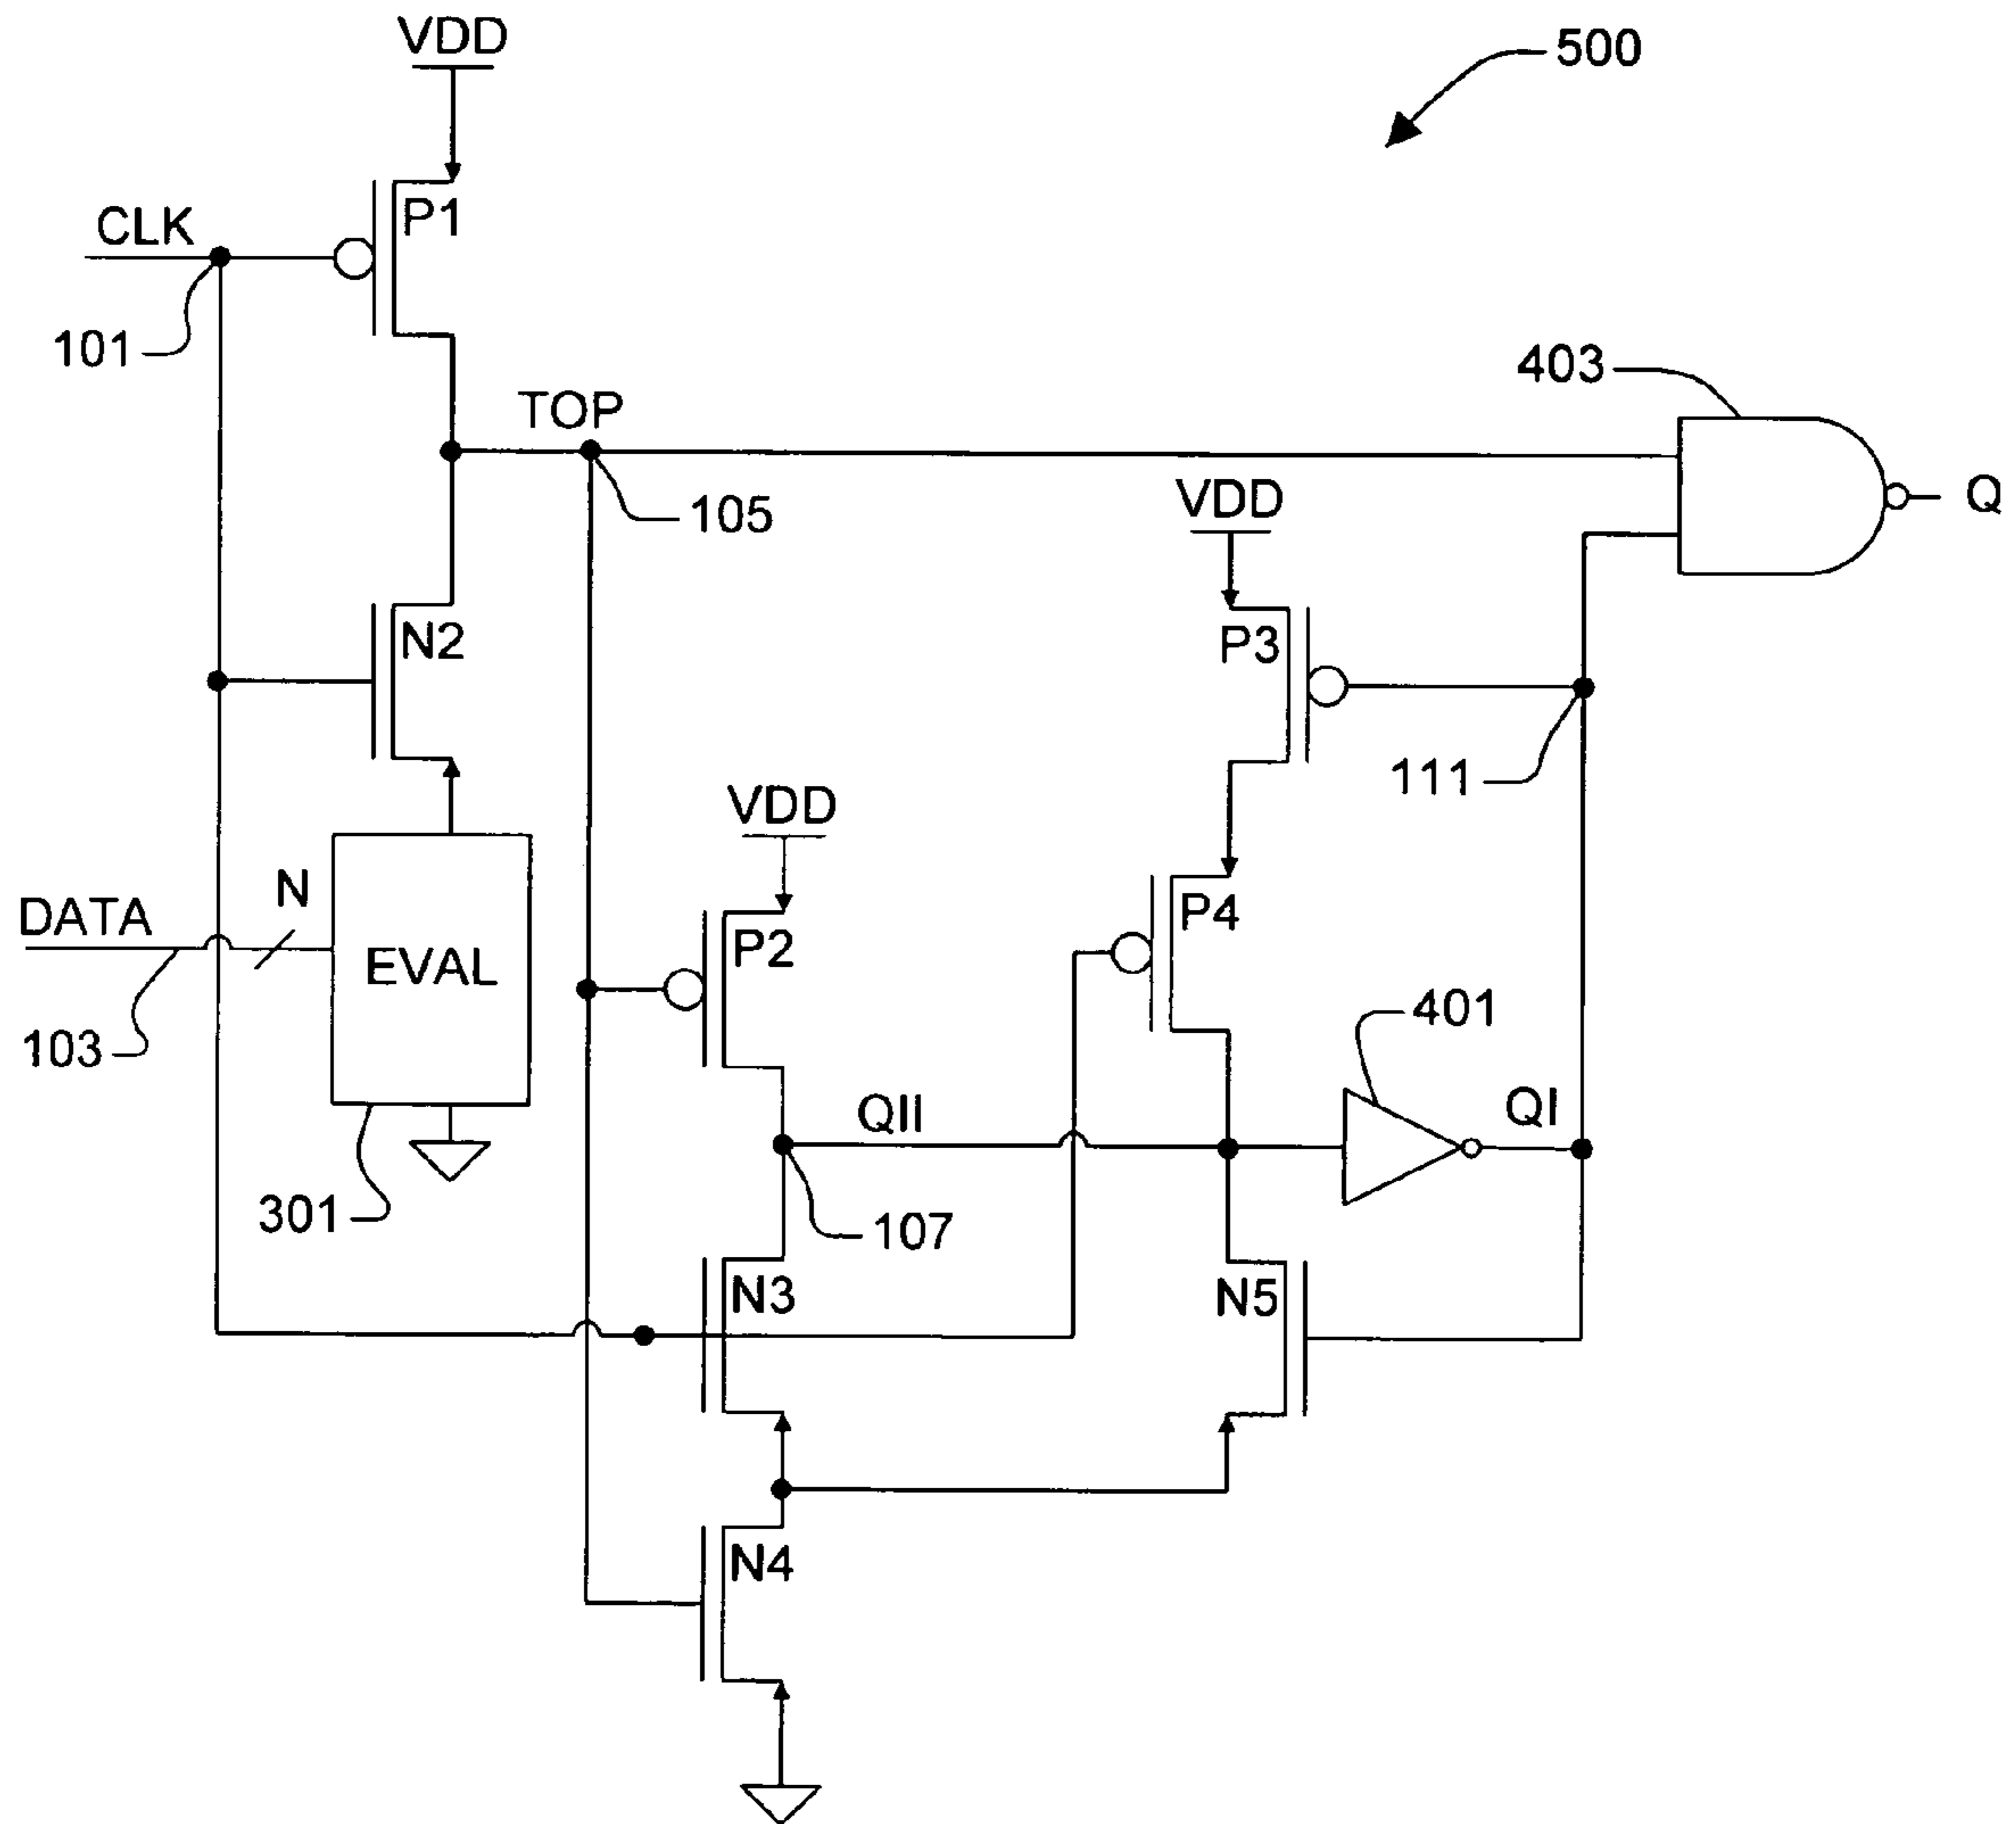 VDD
500
P1
CLK
101
403
TOP
Q
105
VDD
N2
P3
111
VDD
N
P4
DATA
P2
EVAL
401
103
QII
QI
301
107
N3
N5
N4